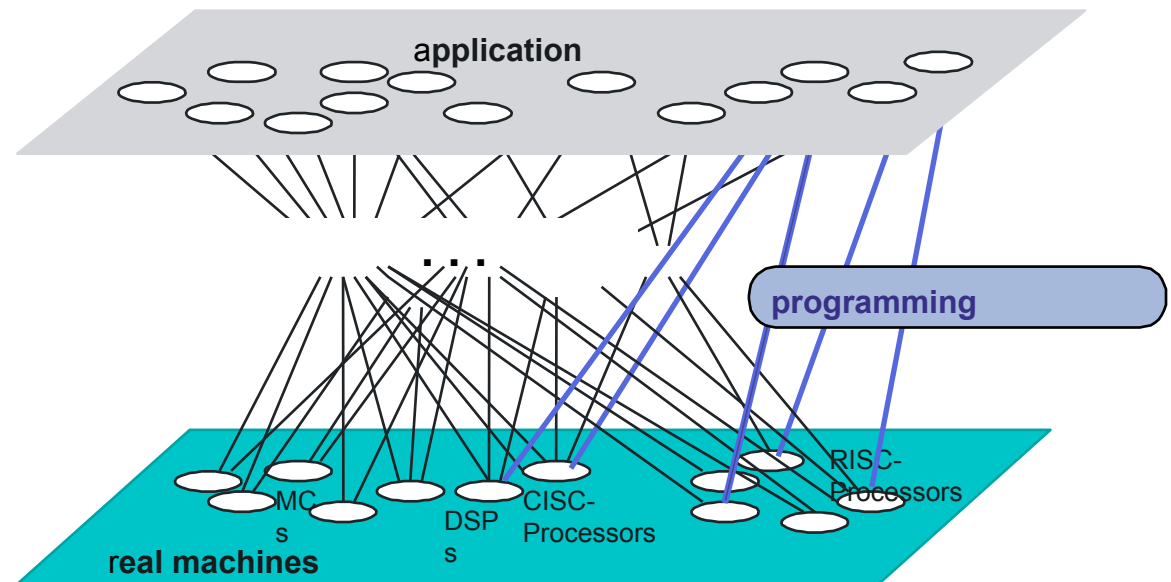 application
. . .
programming
RISC-
Processors
MC
s
DSP
s
CISC-
Processors
real machines